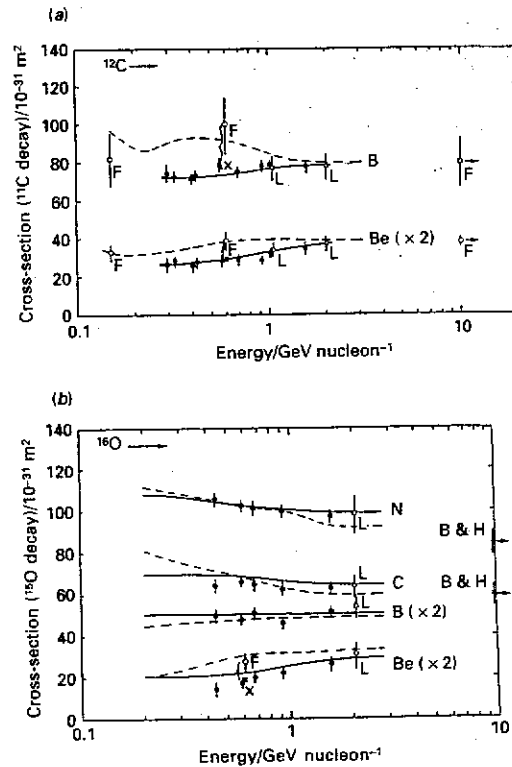 (a)
140
120
100
80
60
40
20
0
Cross-section (¹¹C decay)/10⁻³¹ m²
¹²C
F
F
×
B
L
L
F
F
F
Be (× 2)
L
L
F
0.1
1
10
Energy/GeV nucleon⁻¹
(b)
140
120
100
80
60
40
20
0
Cross-section (¹⁵O decay)/10⁻³¹ m²
¹⁶O
N
L
B & H
C
L
B & H
L
B (× 2)
F
×
Be (× 2)
L
0.1
1
10
Energy/GeV nucleon⁻¹